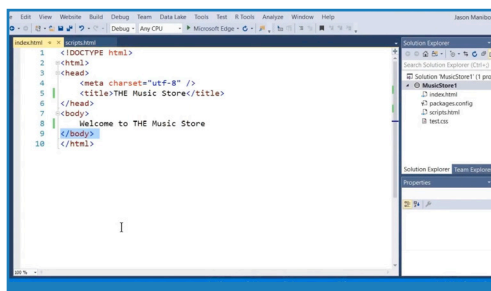 Edit View Website Build Debug Team Data Lake Tools Test R Tools Analyze Window Help
Jason Manibo
Debug Any CPU Microsoft Edge
index.html scripts.html
1 <!DOCTYPE html>
2 <html>
3 <head>
4 <meta charset="utf-8" />
5 <title>THE Music Store</title>
6 </head>
7 <body>
8 Welcome to THE Music Store
9 </body>
10 </html>
100 %
Solution Explorer
Search Solution Explorer (Ctrl+;)
Solution 'MusicStore1' (1 pro
MusicStore1
index.html
packages.config
scripts.html
test.css
Solution Explorer Team Explore
Properties